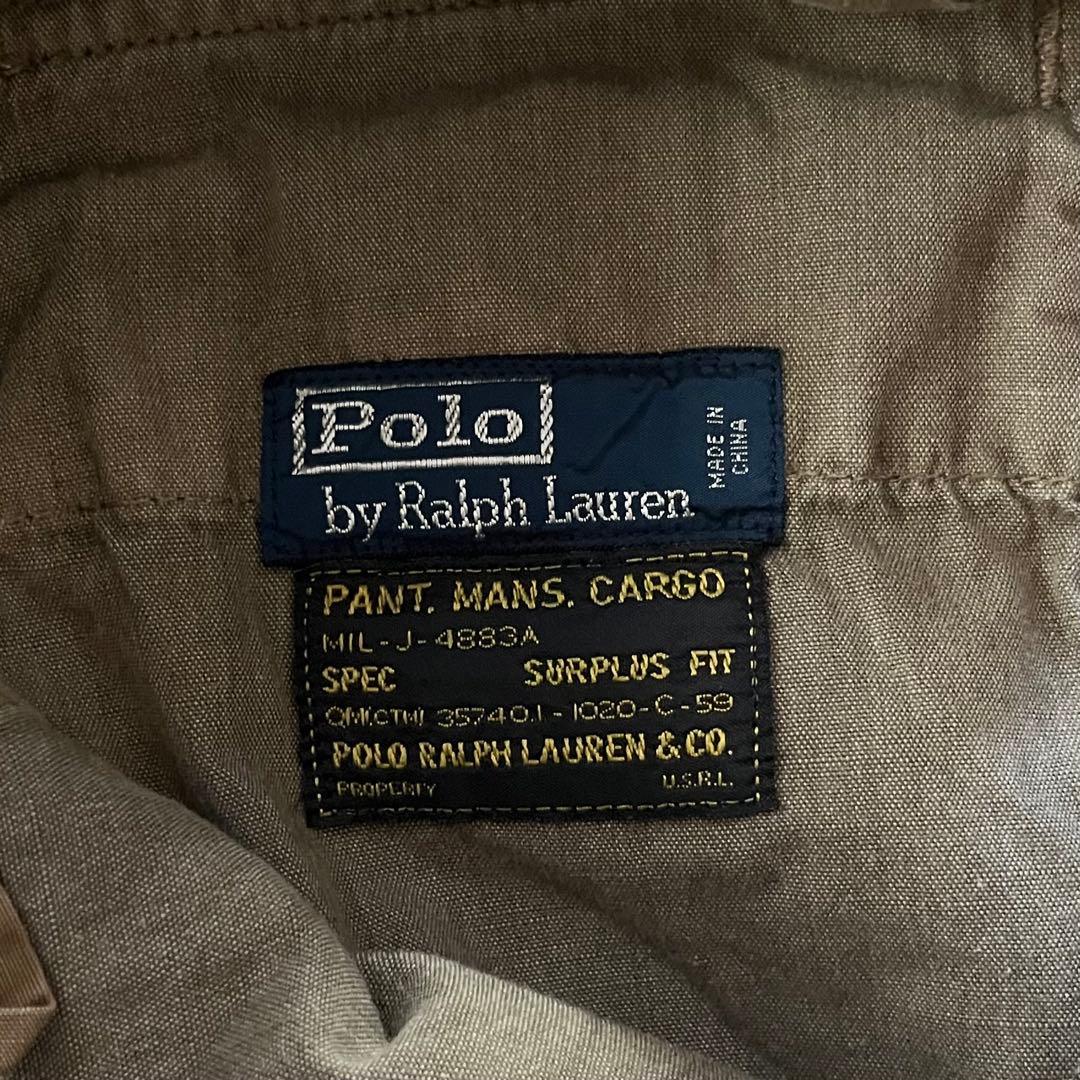 Polo
by Ralph Lauren
MADE IN
CHINA
PANT. MANS. CARGO
MIL-J-4883A
SPEC SURPLUS FIT
QM(CTM) 35740.1-1020-C-59
POLO RALPH LAUREN & CO.
PROPERTY U.S.R.L.